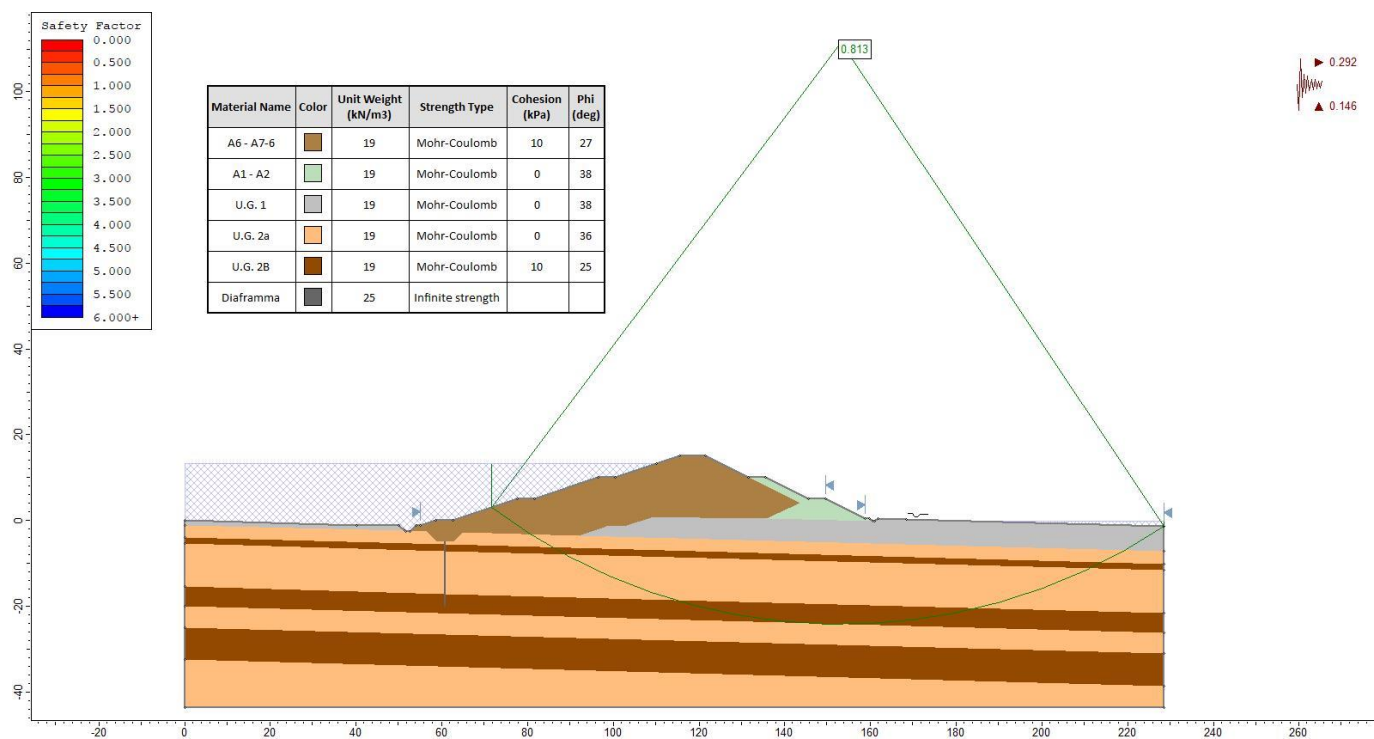 Safety Factor
0.000
0.500
1.000
1.500
2.000
2.500
3.000
3.500
4.000
4.500
5.000
5.500
6.000+
Material Name Color Unit Weight (kN/m3) Strength Type Cohesion (kPa) Phi (deg)
A6 - A7-6 19 Mohr-Coulomb 10 27
A1 - A2 19 Mohr-Coulomb 0 38
U.G. 1 19 Mohr-Coulomb 0 38
U.G. 2a 19 Mohr-Coulomb 0 36
U.G. 2B 19 Mohr-Coulomb 10 25
Diaframma 25 Infinite strength
0.813
0.292
0.146
100
80
60
40
20
0
20
40
-20 0 20 40 60 80 100 120 140 160 180 200 220 240 260